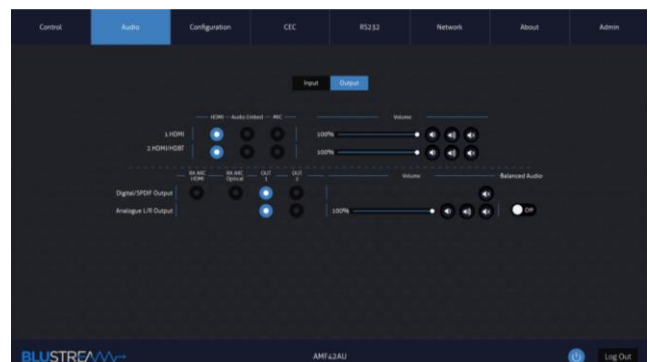 Control Audio Configuration CEC RS232 Network About Admin
Input Output
HDMI Audio Embed MIC Volume
1 HDMI 100%
2 HDMI/HDBT 100%
RX ARC HDMI RX ARC Optical OUT 1 OUT 2 Volume Balanced Audio
Digital/SPDIF Output
Analogue L/R Output 100% Off
BLUSTREAM AMF42AU Log Out